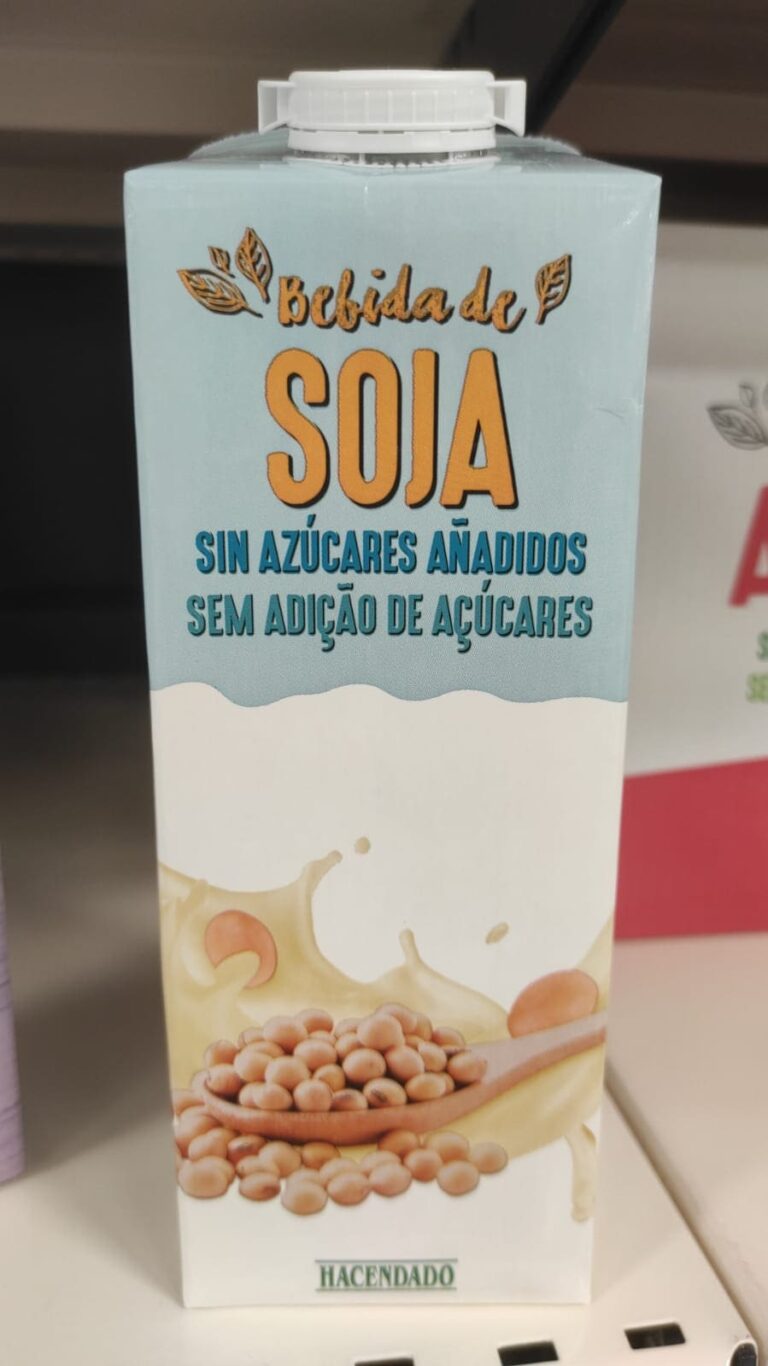 Bebida de
SOJA
SIN AZÚCARES AÑADIDOS
SEM ADIÇÃO DE AÇÚCARES
HACENDADO